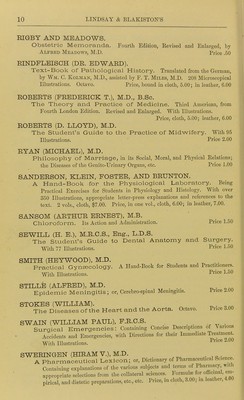 10 LINDSAY & BLAKISTON'S
RIGBY AND MEADOWS.
Obstetric Memoranda. Fourth Edition, Revised and Enlarged, by
Alfred Meadows, M.D. Price .50
RINDFLEISCH (DR. EDWARD).
Text-Book of Pathological History. Translated from the German,
by Wm. C. Kloman, M.D., assisted by F. T. Miles, M.D. 208 Microscopical
Illustrations. Octavo. Price, bound in cloth, 5.00; in leather, 6.00
ROBERTS (FREDERICK T.), M.D., B.Sc.
The Theory and Practice of Medicine. Third American, from
Fourth London Edition. Revised and Enlarged. With Illustrations.
Price, cloth, 5.00; leather, 6.00
ROBERTS (D. LLOYD), M.D.
The Student's Guide to the Practice of Midwifery. With 95
Illustrations. Price 2.00
RYAN (MICHAEL), M.D.
Philosophy of Marriage, in its Social, Moral, and Physical Relations;
the Diseases of the Genito-Urinary Organs, etc. Price 1.00
SANDERSON, KLEIN, FOSTER, AND BRUNTON.
A Hand-Book for the Physiological Laboratory. Being
Practical Exercises for Students in Physiology and Histology. With over
350 Illustrations, appropriate letter-press explanations and references to the
text. 2 vols., cloth, $7.00. Price, in one vol., cloth, 6.00; in leather, 7.00.
SANSOM (ARTHUR ERNEST), M.B.
Chloroform. Its Action and Administration. Price 1.50
SEWILL (H. E.), M.R.C.S., Eng., L.D.S.
The Student's Guide to Dental Anatomy and Surgery.
With 77 Illustrations. Price 1.50
SMITH (HEYWOOD), M.D.
Practical Gynæcology. A Hand-Book for Students and Practitioners.
With Illustrations. Price 1.50
STILLÉ (ALFRED), M.D.
Epidemic Meningitis; or, Cerebrospinal Meningitis. Price 2.00
STOKES (WILLIAM).
The Diseases of the Heart and the Aorta. Octavo. Price 3.00
SWAIN (WILLIAM PAUL), F.R.C.S.
Surgical Emergencies: Containing Concise Descriptions of Various
Accidents and Emergencies, with Directions for their Immediate Treatment.
With Illustrations. Price 2.00
SWERINGEN (HIRAM V.), M.D.
A Pharmaceutical Lexicon; or, Dictionary of Pharmaceutical Science.
Containing explanations of the various subjects and terms of Pharmacy, with
appropriate selections from the collateral sciences. Formulæ for officinal, em-
pirical, and dietetic preparations, etc., etc. Price, in cloth, 3.00; in leather, 4.00